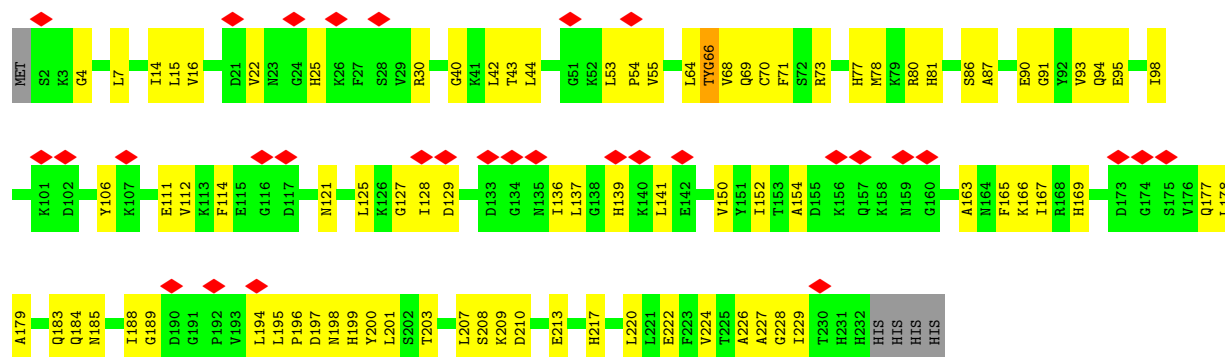 MET S2 K3 G4 L7 I14 L15 V16 D21 V22 N23 G24 H25 K26 F27 S28 V29 R30 G40 K41 L42 T43 L44 G51 K52 L53 P54 V55 L64 TYG66 V68 Q69 C70 F71 S72 R73 H77 M78 K79 R80 H81 S86 A87 E90 G91 Y92 V93 Q94 E95 I98
K101 D102 Y106 K107 E111 V112 K113 F114 E115 G116 D117 N121 L125 K126 G127 I128 D129 D133 G134 N135 I136 L137 G138 H139 K140 L141 E142 V150 Y151 I152 T153 A154 D155 K156 Q157 K158 N159 G160 A163 N164 F165 K166 I167 R168 H169 D173 G174 S175 V176 Q177 L178
A179 Q183 Q184 N185 I188 G189 D190 G191 P192 V193 L194 L195 P196 D197 N198 H199 Y200 L201 S202 T203 L207 S208 K209 D210 E213 H217 L220 L221 E222 F223 V224 T225 A226 A227 G228 I229 T230 H231 H232 HIS HIS HIS HIS